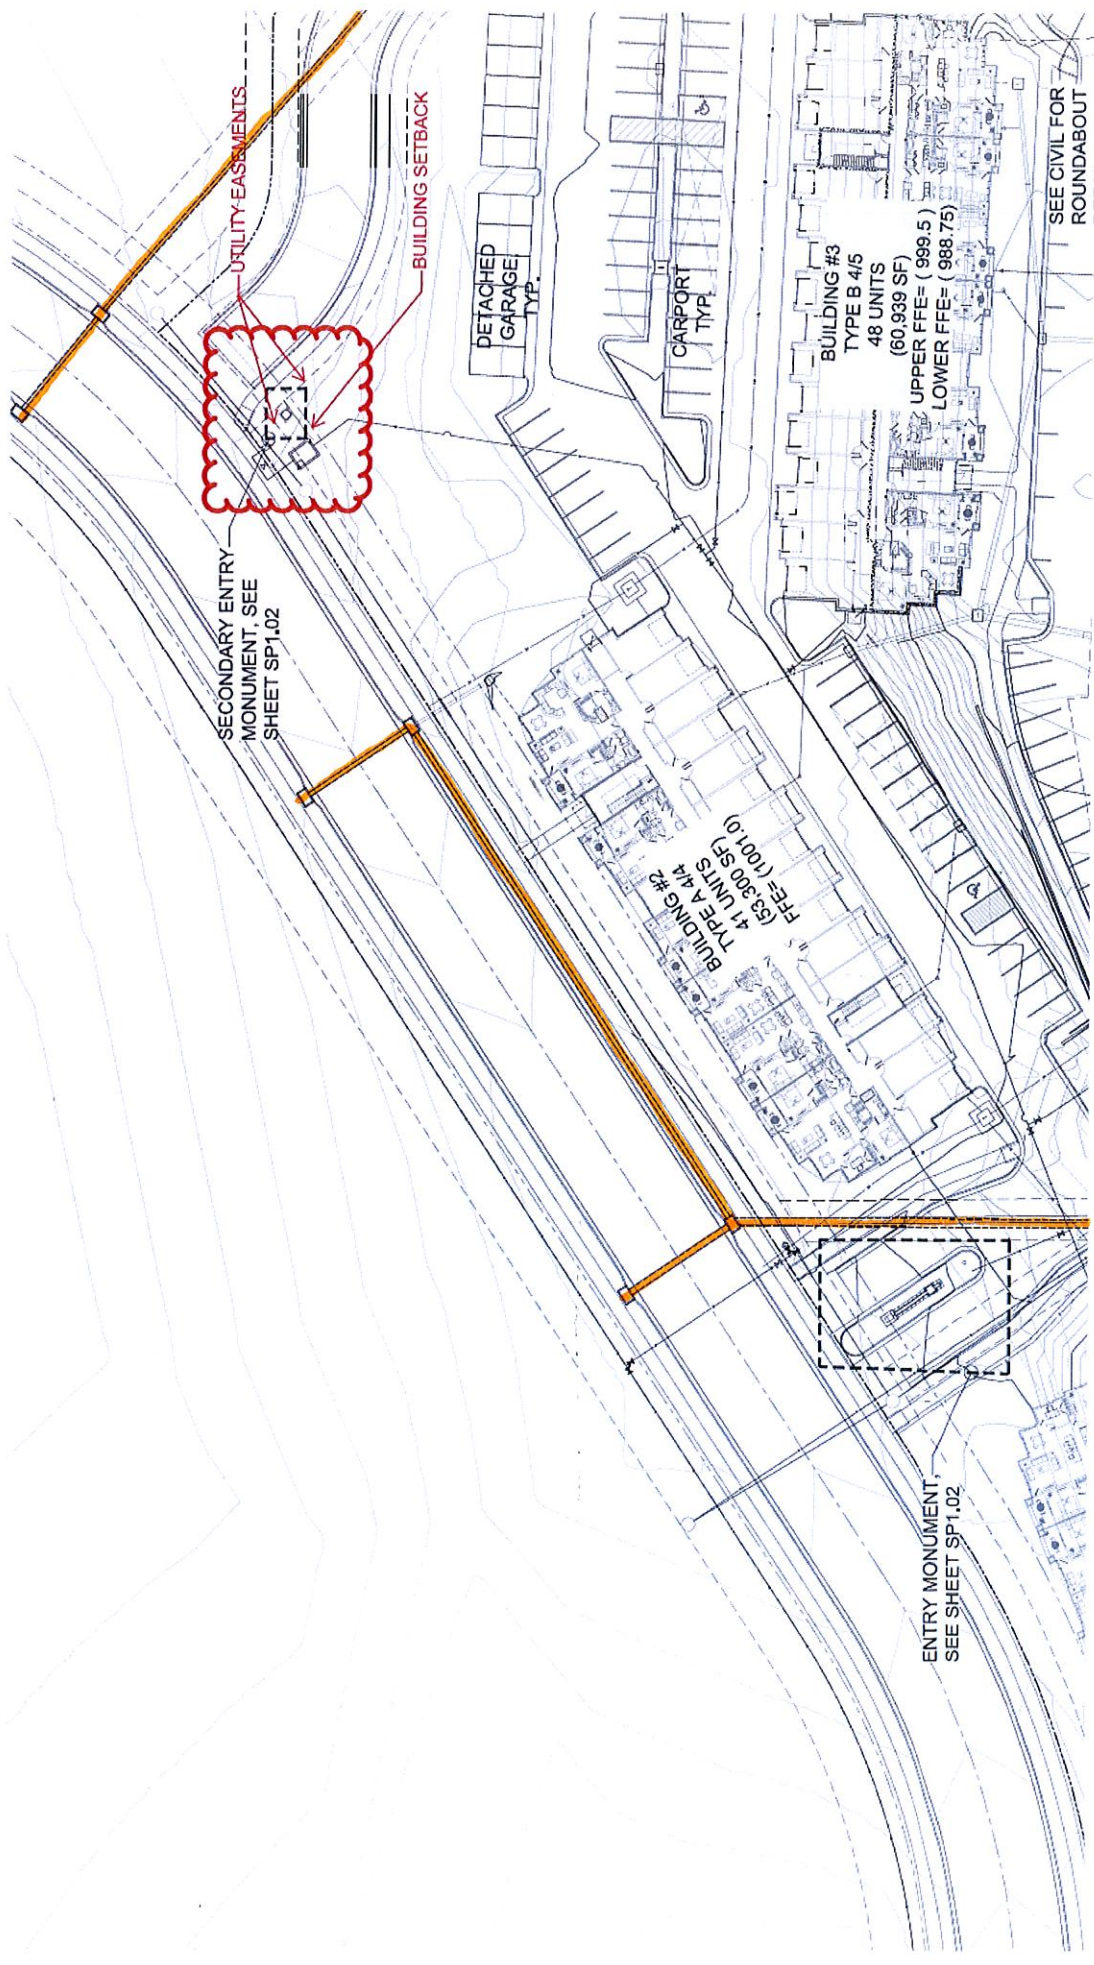 UTILITY EASEMENTS
BUILDING SETBACK
SECONDARY ENTRY
MONUMENT, SEE
SHEET SP1.02
DETACHED
GARAGE,
TYP.
CARPORT
TYP.
BUILDING #3
TYPE B 4/5
48 UNITS
(60,939 SF)
UPPER FFE= ( 999.5 )
LOWER FFE= ( 988.75)
SEE CIVIL FOR
ROUNDABOUT
BUILDING #2
TYPE A 4/4
41 UNITS
(53,300 SF)
FFE= (1001.0)
ENTRY MONUMENT,
SEE SHEET SP1.02